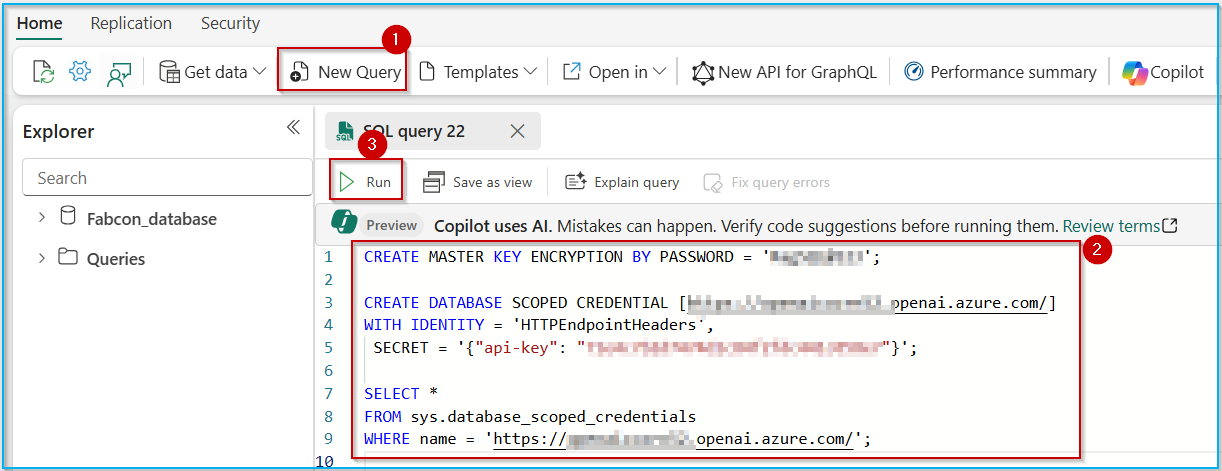 Home Replication Security
1
Get data New Query Templates Open in New API for GraphQL Performance summary Copilot
Explorer
Search
Fabcon_database
Queries
SQL query 22
3
Run Save as view Explain query Fix query errors
Preview Copilot uses AI. Mistakes can happen. Verify code suggestions before running them. Review terms
2
1 CREATE MASTER KEY ENCRYPTION BY PASSWORD = '';
2
3 CREATE DATABASE SCOPED CREDENTIAL [openai.azure.com/]
4 WITH IDENTITY = 'HTTPEndpointHeaders',
5 SECRET = '{"api-key": ""}';
6
7 SELECT *
8 FROM sys.database_scoped_credentials
9 WHERE name = 'https://openai.azure.com/';
10